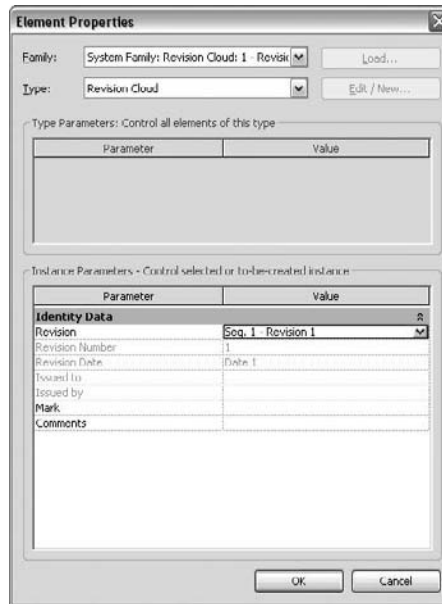 Element Properties
Family: System Family: Revision Cloud: 1 - Revisic Load...
Type: Revision Cloud Edit / New...
Type Parameters: Control all elements of this type
Parameter Value
Instance Parameters - Control selected or to-be-created instance
Parameter Value
Identity Data
Revision Seq. 1 - Revision 1
Revision Number 1
Revision Date Date 1
Issued to
Issued by
Mark
Comments
OK Cancel